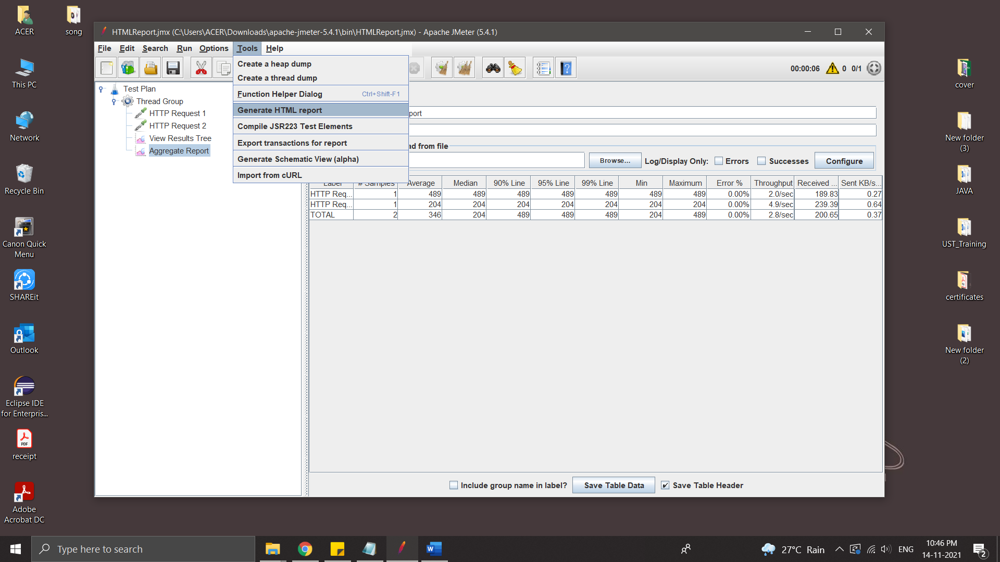 ACER
song
This PC
Network
Recycle Bin
Canon Quick
Menu
SHAREit
Outlook
Eclipse IDE
for Enterpris...
PDF
receipt
Adobe
Acrobat DC
HTMLReport.jmx (C:\Users\ACER\Downloads\apache-jmeter-5.4.1\bin\HTMLReport.jmx) - Apache JMeter (5.4.1)
File Edit Search Run Options Tools Help
00:00:06 0 0/1
Test Plan
Thread Group
HTTP Request 1
HTTP Request 2
View Results Tree
Aggregate Report
Create a heap dump
Create a thread dump
Function Helper Dialog Ctrl+Shift-F1
Generate HTML report
Compile JSR223 Test Elements
Export transactions for report
Generate Schematic View (alpha)
Import from cURL
port
ad from file
Browse... Log/Display Only: Errors Successes Configure
Label # Samples Average Median 90% Line 95% Line 99% Line Min Maximum Error % Throughput Received ... Sent KB/s...
HTTP Req... 1 489 489 489 489 489 489 489 0.00% 2.0/sec 189.83 0.27
HTTP Req... 1 204 204 204 204 204 204 204 0.00% 4.9/sec 239.39 0.64
TOTAL 2 346 204 489 489 489 204 489 0.00% 2.8/sec 200.65 0.37
Include group name in label? Save Table Data Save Table Header
cover
New folder
(3)
JAVA
UST_Training
certificates
New folder
(2)
Type here to search
27°C Rain
ENG
10:46 PM
14-11-2021
2